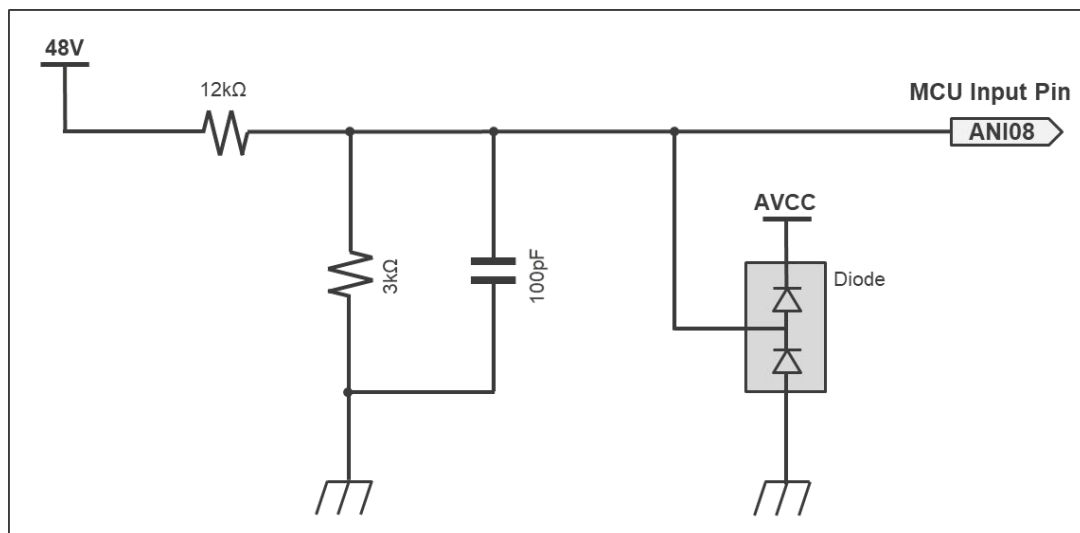 48V
12kΩ
MCU Input Pin
ANI08
AVCC
Diode
3kΩ
100pF